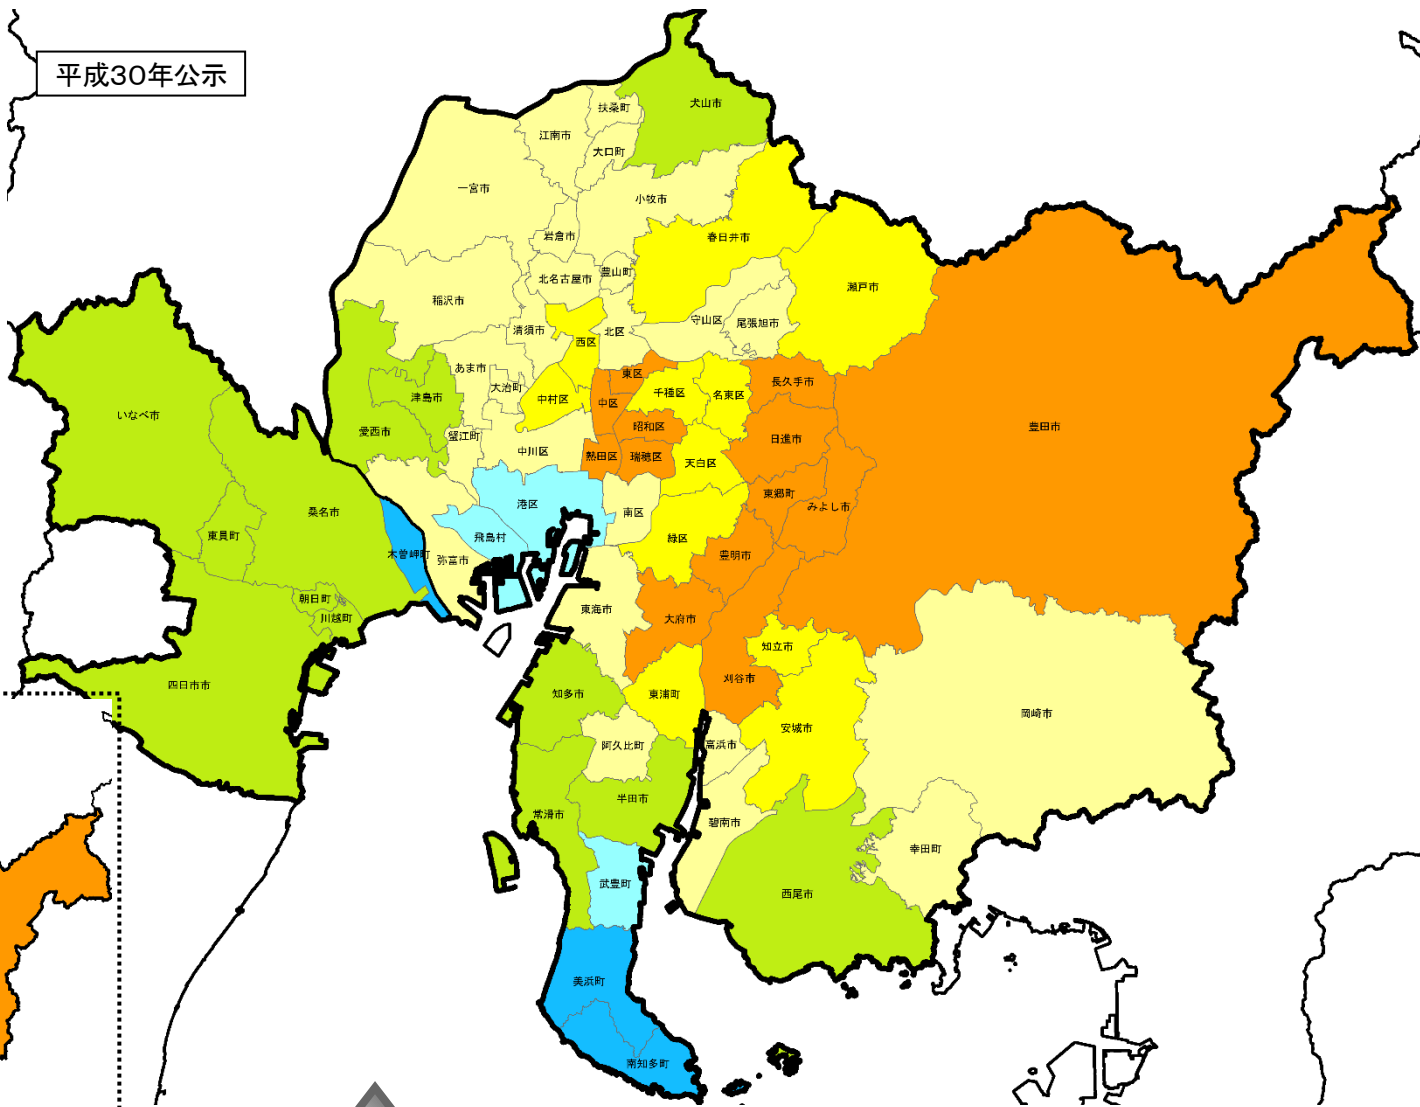 平成30年公示
犬山市
扶桑町
江南市
大口町
一宮市
小牧市
岩倉市
春日井市
北名古屋市
豊山町
瀬戸市
稲沢市
清須市
西区
北区
守山区
尾張旭市
あま市
大治町
東区
長久手市
津島市
中村区
中区
千種区
名東区
いなべ市
愛西市
蟹江町
昭和区
日進市
豊田市
中川区
熱田区
瑞穂区
天白区
東郷町
みよし市
桑名市
港区
南区
東員町
飛島村
緑区
木曽岬町
弥富市
豊明市
朝日町
川越町
東海市
大府市
知立市
四日市市
刈谷市
知多市
東浦町
岡崎市
安城市
阿久比町
高浜市
半田市
常滑市
碧南市
幸田町
武豊町
西尾市
美浜町
南知多町